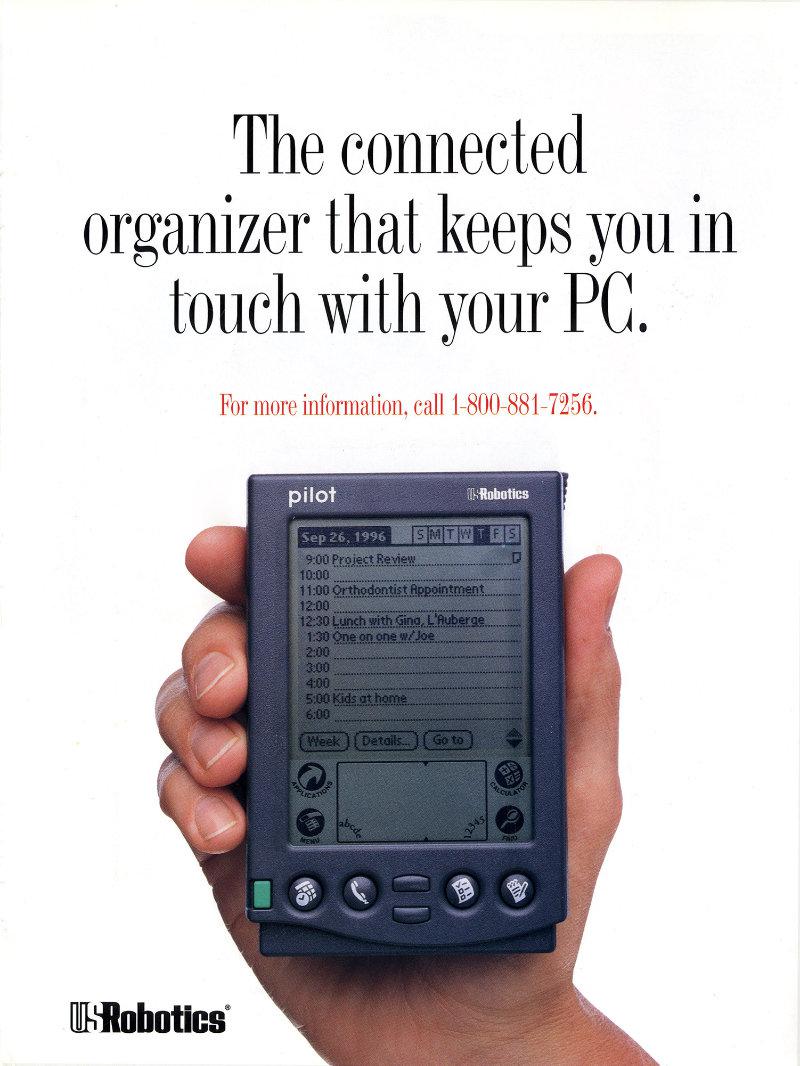 The connected
organizer that keeps you in
touch with your PC.
For more information, call 1-800-881-7256.
pilot
USRobotics
Sep 26, 1996
S M T W T F S
9:00 Project Review
10:00
11:00 Orthodontist Appointment
12:00
12:30 Lunch with Gina, L'Auberge
1:30 One on one w/Joe
2:00
3:00
4:00
5:00 Kids at home
6:00
Week Details... Go to
APPLICATIONS
CALCULATOR
MENU
abcde
12345
FIND
USRobotics®